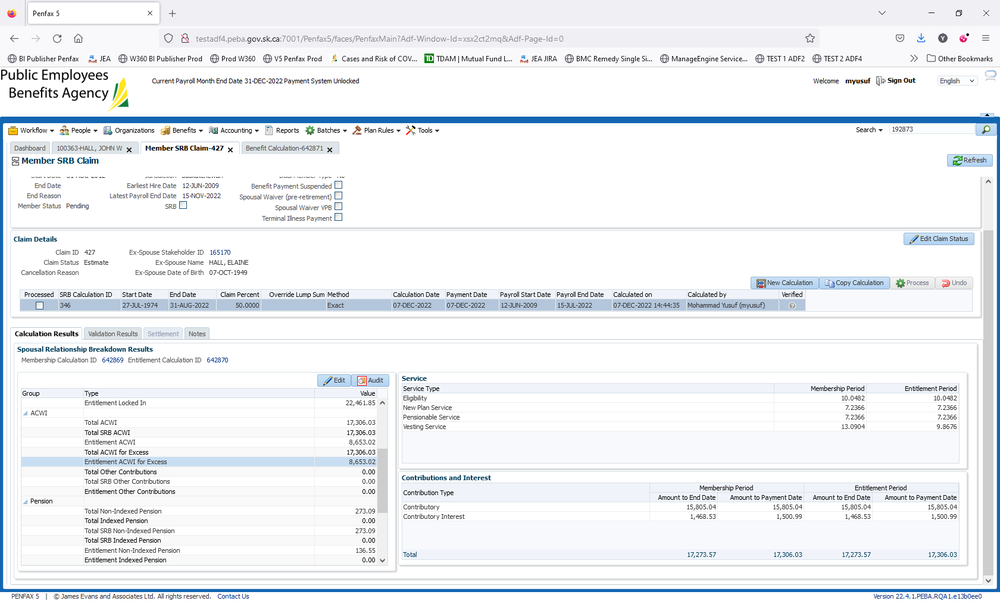 Penfax 5
testadf4.peba.gov.sk.ca:7001/Penfax5/faces/PenfaxMain?Adf-Window-Id=xsx2ct2mq&Adf-Page-Id=0
BI Publisher Penfax JEA W360 BI Publisher Prod Prod W360 V5 Penfax Prod Cases and Risk of COV... TDAM | Mutual Fund L... JEA JIRA BMC Remedy Single Si... ManageEngine Service... TEST 1 ADF2 TEST 2 ADF4 Other Bookmarks
Public Employees
Benefits Agency
Current Payroll Month End Date 31-DEC-2022 Payment System Unlocked
Welcome myusuf Sign Out English
Workflow People Organizations Benefits Accounting Reports Batches Plan Rules Tools Search 192873
Dashboard 100363-HALL, JOHN W Member SRB Claim-427 Benefit Calculation-642871
Member SRB Claim Refresh
Start Date 31-AUG-2012 Jurisdiction Saskatchewan Dual Member Type No
End Date Earliest Hire Date 12-JUN-2009 Benefit Payment Suspended
End Reason Latest Payroll End Date 15-NOV-2022 Spousal Waiver (pre-retirement)
Member Status Pending SRB Spousal Waiver VPB
Terminal Illness Payment
Claim Details Edit Claim Status
Claim ID 427 Ex-Spouse Stakeholder ID 165170
Claim Status Estimate Ex-Spouse Name HALL, ELAINE
Cancellation Reason Ex-Spouse Date of Birth 07-OCT-1949
New Calculation Copy Calculation Process Undo
Processed SRB Calculation ID Start Date End Date Claim Percent Override Lump Sum Method Calculation Date Payment Date Payroll Start Date Payroll End Date Calculated on Calculated by Verified
346 27-JUL-1974 31-AUG-2022 50.0000 Exact 07-DEC-2022 07-DEC-2022 12-JUN-2009 15-JUL-2022 07-DEC-2022 14:44:35 Mohammad Yusuf (myusuf)
Calculation Results Validation Results Settlement Notes
Spousal Relationship Breakdown Results
Membership Calculation ID 642869 Entitlement Calculation ID 642870
Edit Audit
Group Type Value
Entitlement Locked In 22,461.85
ACWI
Total ACWI 17,306.03
Total SRB ACWI 17,306.03
Entitlement ACWI 8,653.02
Total ACWI for Excess 17,306.03
Entitlement ACWI for Excess 8,653.02
Total Other Contributions 0.00
Total SRB Other Contributions 0.00
Entitlement Other Contributions 0.00
Pension
Total Non-Indexed Pension 273.09
Total Indexed Pension 0.00
Total SRB Non-Indexed Pension 273.09
Total SRB Indexed Pension 0.00
Entitlement Non-Indexed Pension 136.55
Entitlement Indexed Pension 0.00
Service
Service Type Membership Period Entitlement Period
Eligibility 10.0482 10.0482
New Plan Service 7.2366 7.2366
Pensionable Service 7.2366 7.2366
Vesting Service 13.0904 9.8676
Contributions and Interest
Contribution Type Membership Period Entitlement Period
Amount to End Date Amount to Payment Date Amount to End Date Amount to Payment Date
Contributory 15,805.04 15,805.04 15,805.04 15,805.04
Contributory Interest 1,468.53 1,500.99 1,468.53 1,500.99
Total 17,273.57 17,306.03 17,273.57 17,306.03
PENFAX 5 | © James Evans and Associates Ltd. All rights reserved. Contact Us
Version 22.4.1.PEBA.RQA1.e13b0ee0